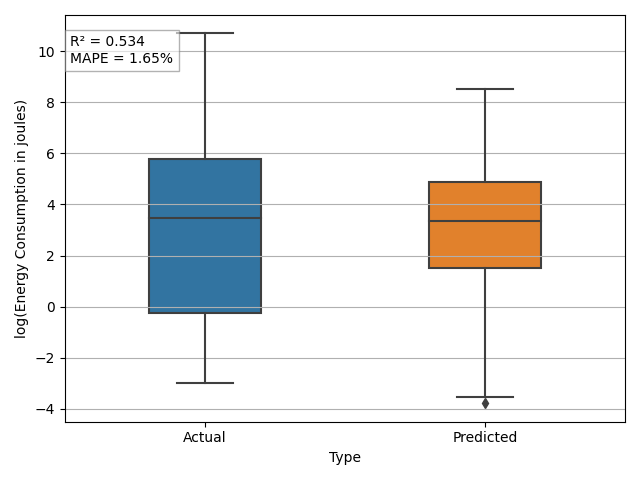 R² = 0.534
MAPE = 1.65%
10
8
6
4
2
0
−2
−4
log(Energy Consumption in joules)
Actual
Predicted
Type